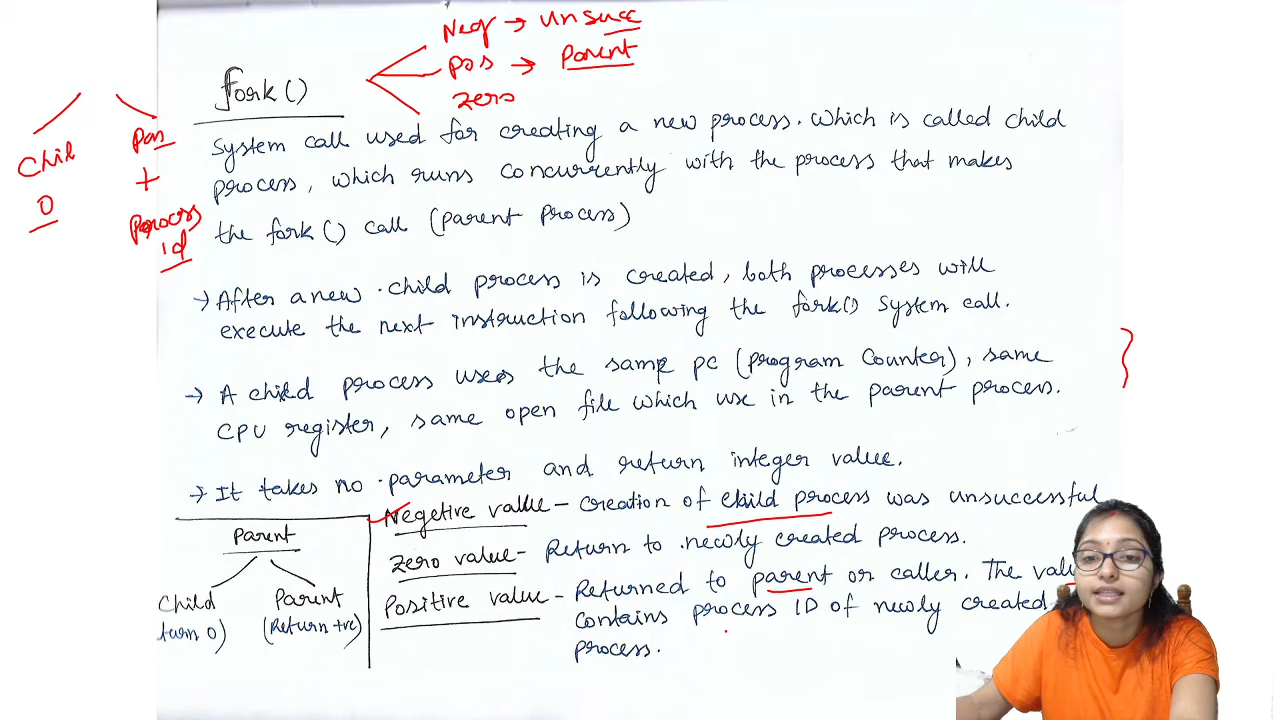 Neg → unsucc
fork() Pos → Parent
Zero
System call used for creating a new process. Which is called child
process, which runs concurrently with the process that makes
the fork() call (parent process)
Chil
0
Par
+
Process
id
→ After a new child process is created, both processes will
execute the next instruction following the fork() system call.
→ A child process uses the same pc (program counter), same
CPU register, same open file which use in the parent process.
→ It takes no parameter and return integer value.
Negetive value - creation of child process was unsuccessful
Zero value - Return to newly created process.
Positive value - Returned to parent or caller. The valu
contains process ID of newly created
process.
Parent
Child Parent
turn 0) (Return +ve)